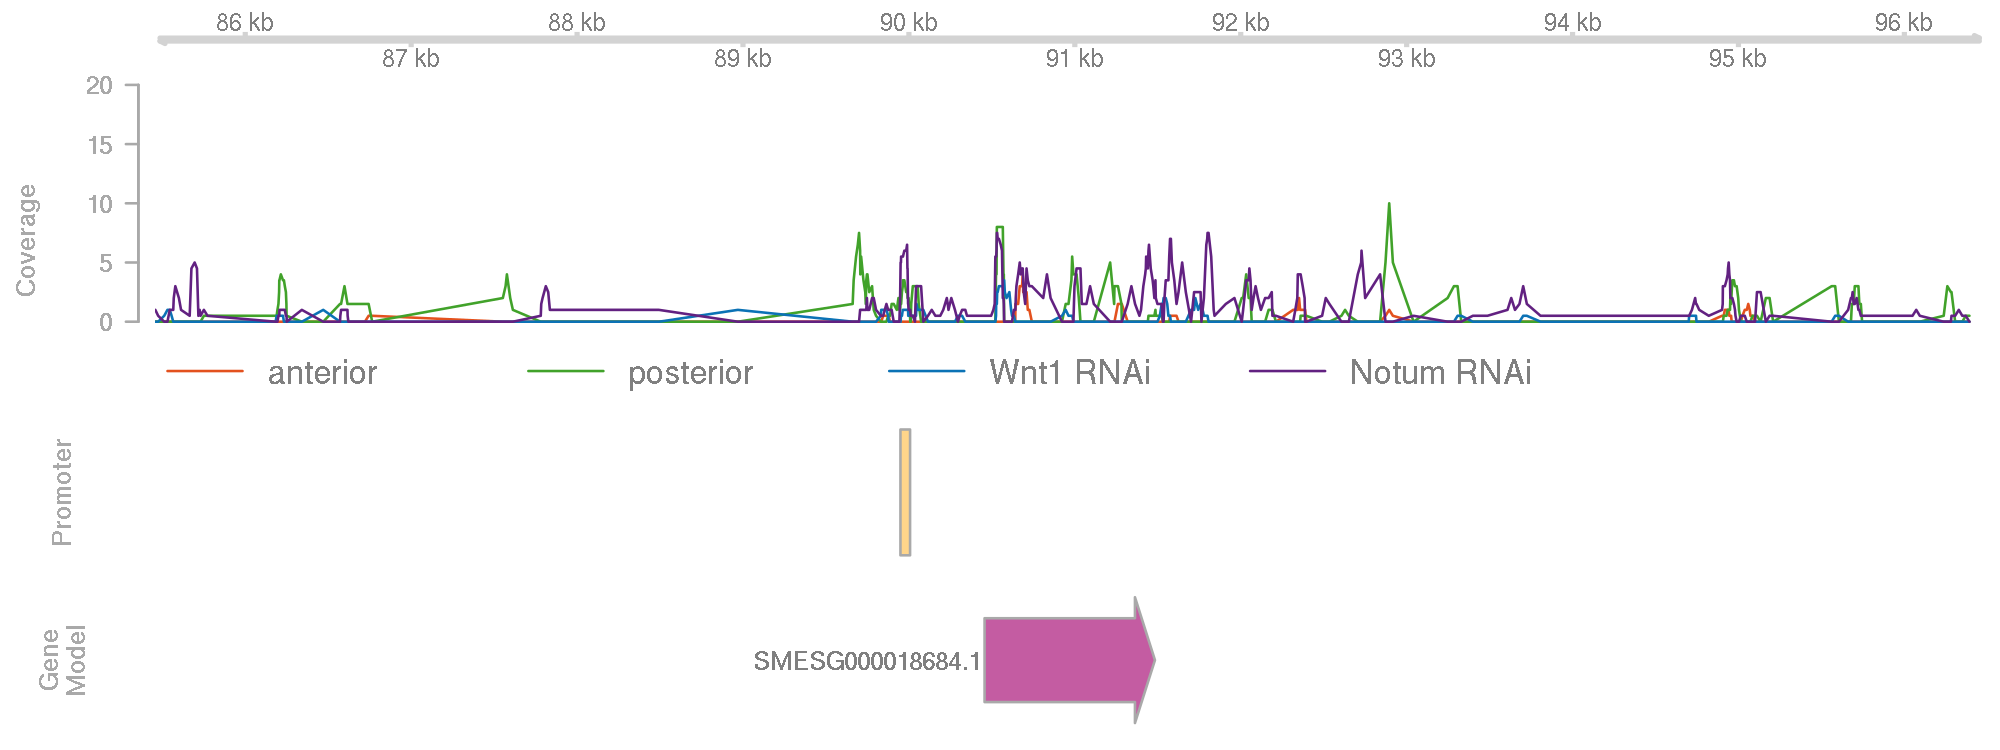 86 kb 88 kb 90 kb 92 kb 94 kb 96 kb
87 kb 89 kb 91 kb 93 kb 95 kb
20
15
10
5
0
Coverage
anterior posterior Wnt1 RNAi Notum RNAi
Promoter
Gene
Model
SMESG000018684.1